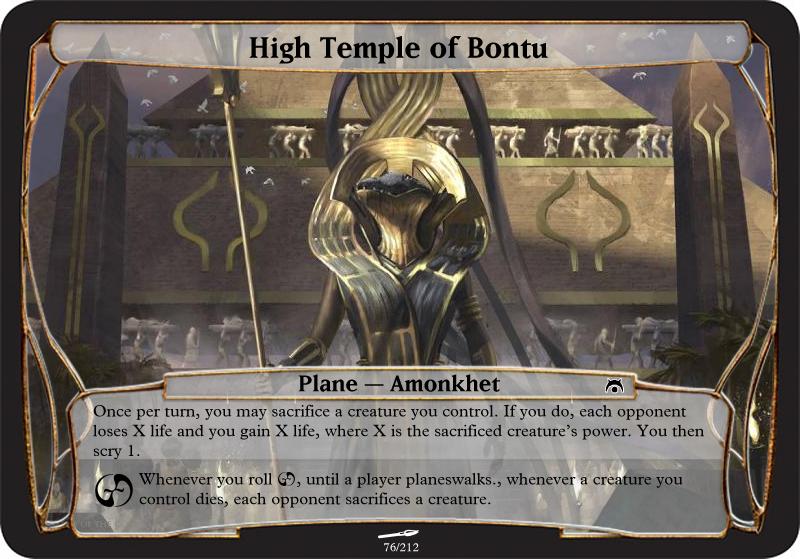 High Temple of Bontu
Plane — Amonkhet
Once per turn, you may sacrifice a creature you control. If you do, each opponent
loses X life and you gain X life, where X is the sacrificed creature's power. You then
scry 1.
Whenever you roll , until a player planeswalks., whenever a creature you
control dies, each opponent sacrifices a creature.
76/212